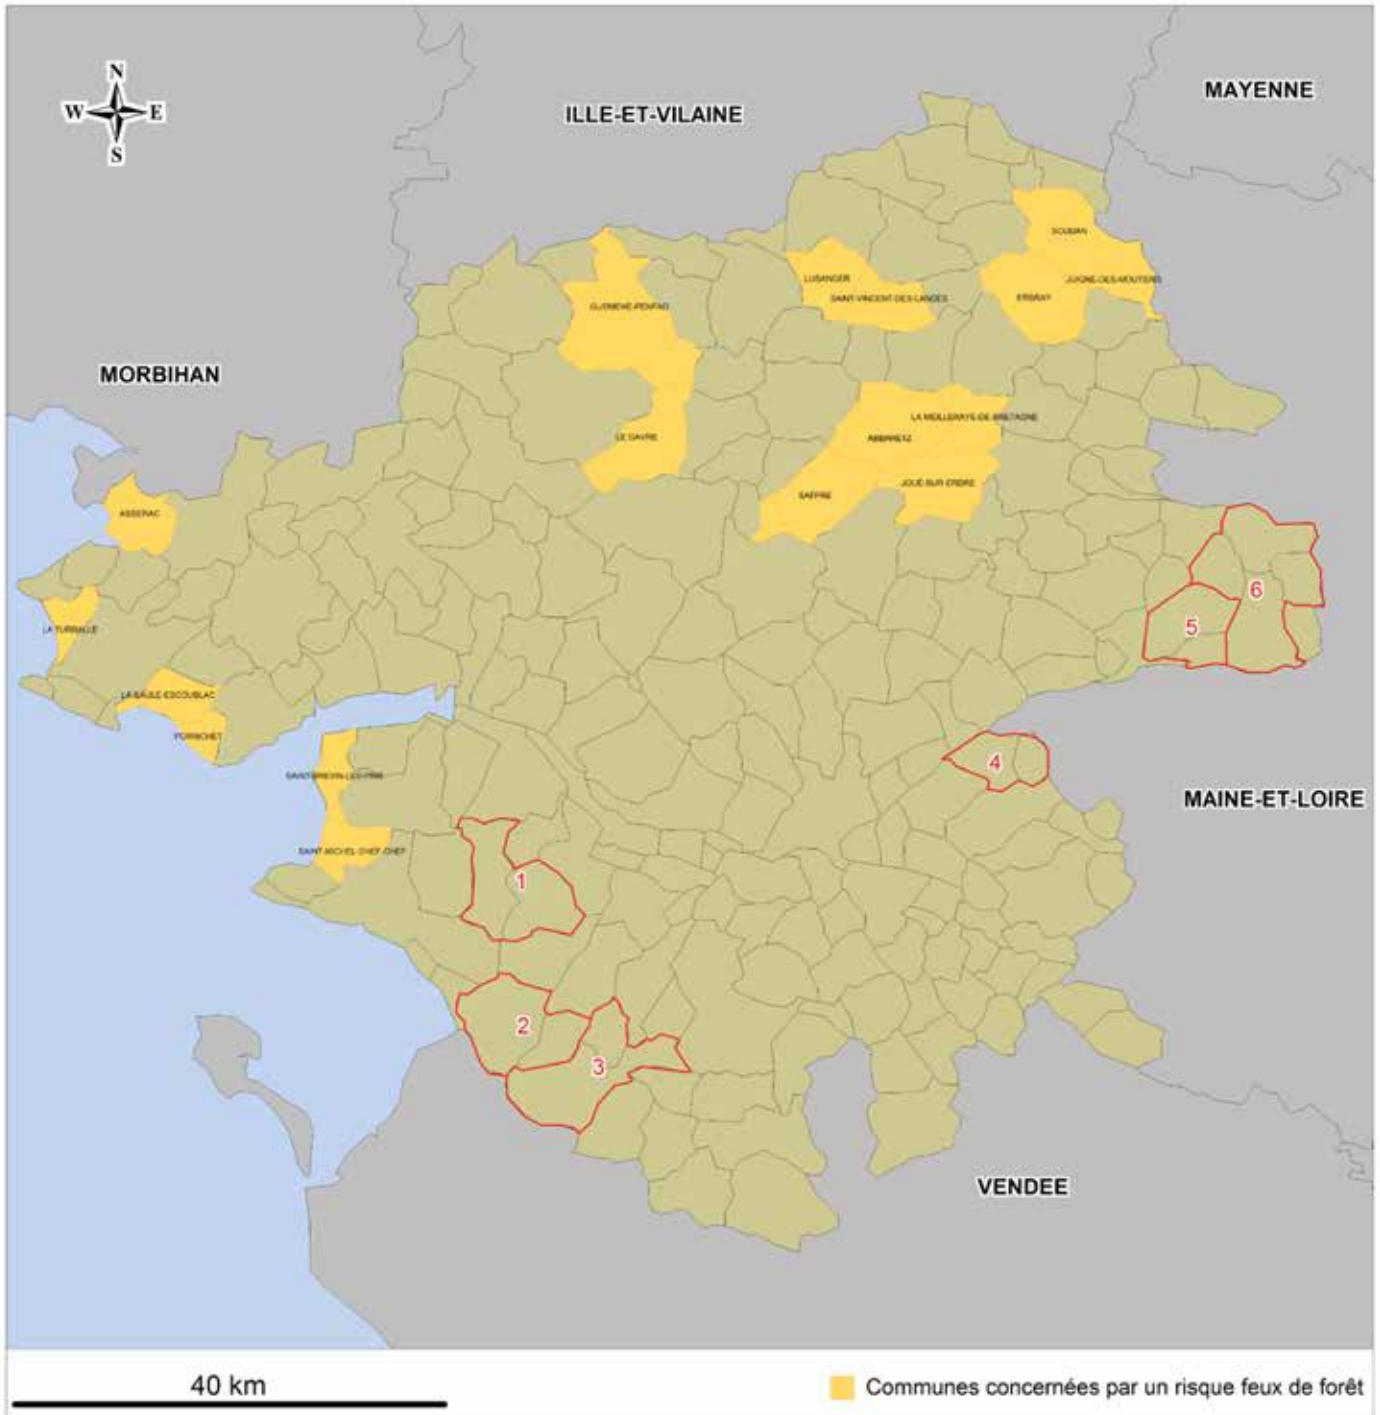 N
W E
S
ILLE-ET-VILAINE
MAYENNE
MORBIHAN
SOUDAN
LUSANGER
JUIGNE-DES-MOUTIERS
SAINT-VINCENT-DES-LANDES
ERBRAY
GUEMENE-PENFAO
LA MEILLERAYE-DE-BRETAGNE
LE GAVRE
ABBARETZ
JOUÉ-SUR-ERDRE
SAFFRE
ASSERAC
6
5
LA TURBALLE
LA BAULE-ESCOUBLAC
PORNICHET
4
SAINT-BREVIN-LES-PINS
MAINE-ET-LOIRE
SAINT-MICHEL-CHEF-CHEF
1
2
3
VENDEE
40 km
Communes concernées par un risque feux de forêt